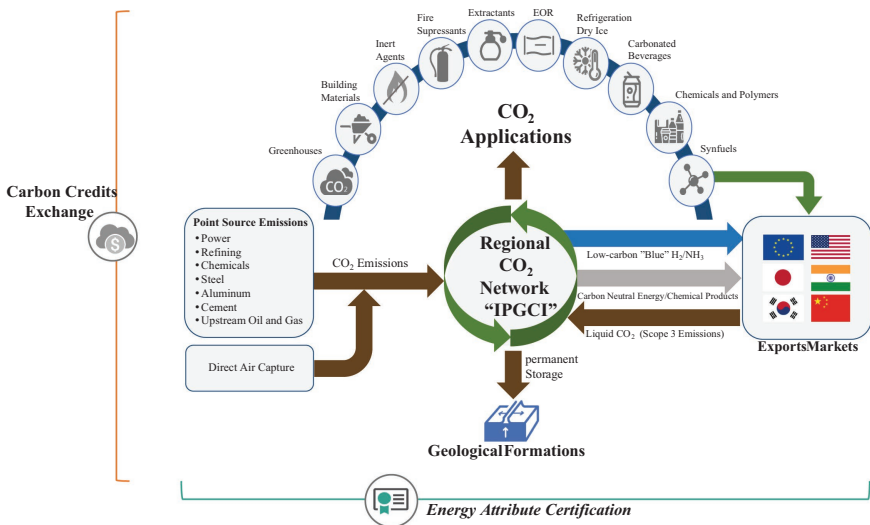 Fire
Supressants
Extractants
EOR
Refrigeration
Dry Ice
Inert
Agents
Carbonated
Beverages
Building
Materials
Chemicals and Polymers
CO₂
Applications
Greenhouses
Synfuels
CO₂
Carbon Credits
Exchange
S
Point Source Emissions
• Power
• Refining
• Chemicals
• Steel
• Aluminum
• Cement
• Upstream Oil and Gas
CO₂ Emissions
Regional
CO₂
Network
“IPGCI”
Low-carbon ”Blue” H₂/NH₃
Carbon Neutral Energy/Chemical Products
Liquid CO₂ (Scope 3 Emissions)
ExportsMarkets
Direct Air Capture
permanent
Storage
Geological Formations
Energy Attribute Certification